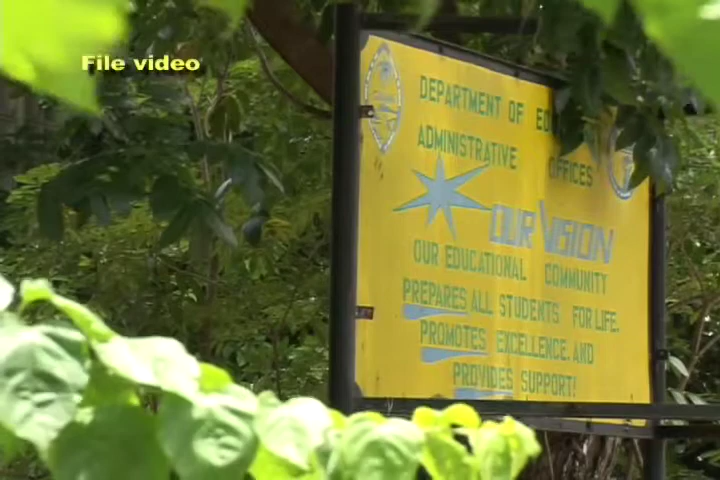 File video
DEPARTMENT OF
ADMINISTRATIVE OFFICES
OUR VISION
OUR EDUCATIONAL COMMUNITY
PREPARES ALL STUDENTS FOR LIFE.
PROMOTES EXCELLENCE. AND
PROVIDES SUPPORT!